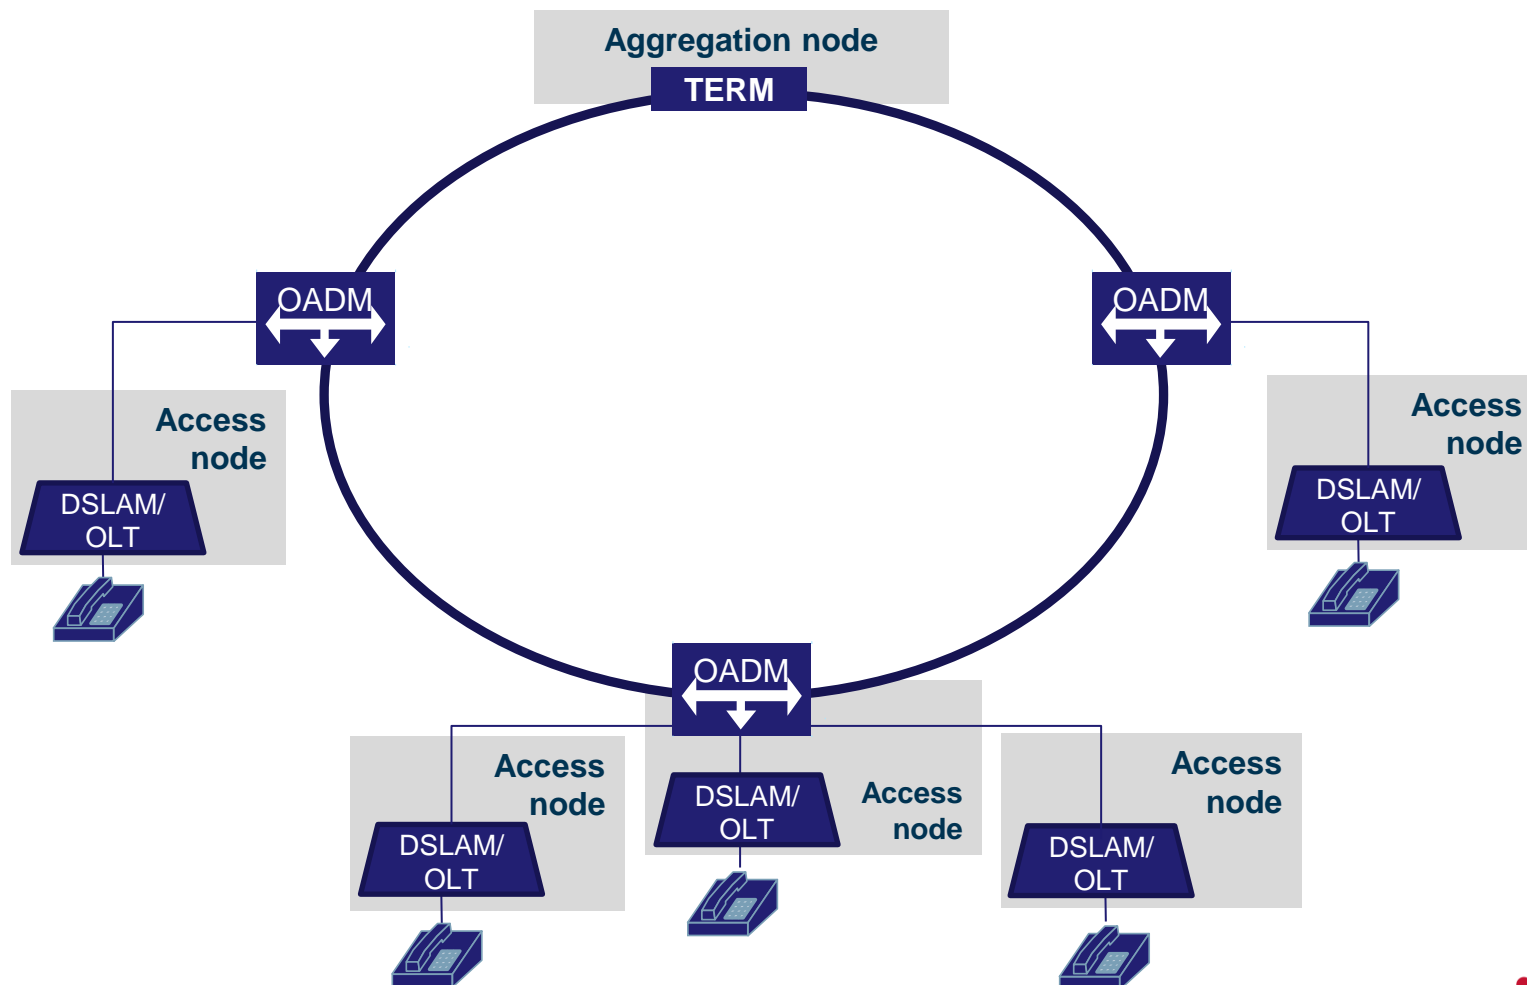 Aggregation node
TERM
OADM
OADM
Access
node
DSLAM/
OLT
Access
node
DSLAM/
OLT
OADM
Access
node
DSLAM/
OLT
Access
node
DSLAM/
OLT
Access
node
DSLAM/
OLT